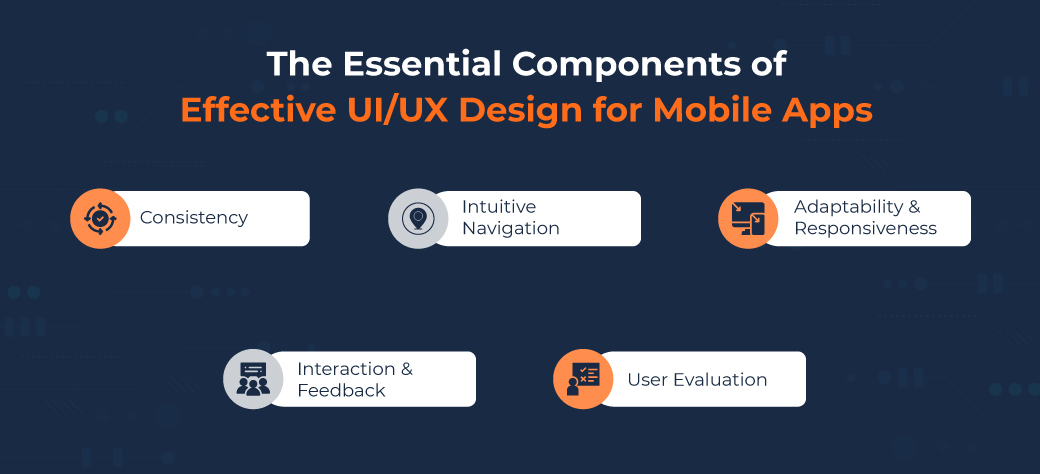 The Essential Components of
Effective UI/UX Design for Mobile Apps
Consistency
Intuitive
Navigation
Adaptability &
Responsiveness
Interaction &
Feedback
User Evaluation